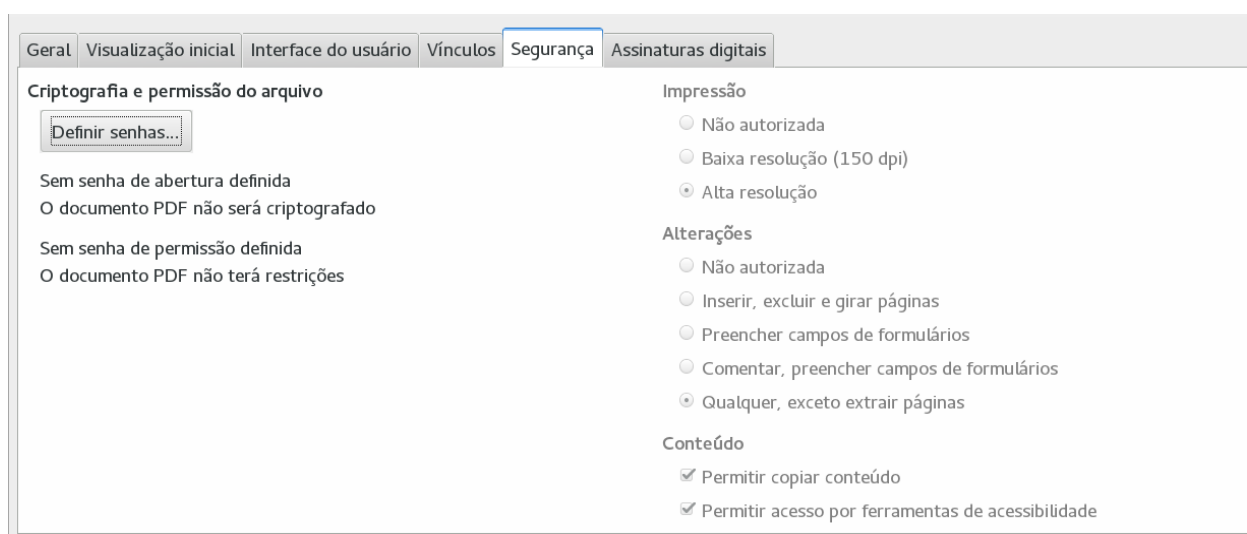 Geral Visualização inicial Interface do usuário Vínculos Segurança Assinaturas digitais
Criptografia e permissão do arquivo
Definir senhas...
Sem senha de abertura definida
O documento PDF não será criptografado
Sem senha de permissão definida
O documento PDF não terá restrições
Impressão
Não autorizada
Baixa resolução (150 dpi)
Alta resolução
Alterações
Não autorizada
Inserir, excluir e girar páginas
Preencher campos de formulários
Comentar, preencher campos de formulários
Qualquer, exceto extrair páginas
Conteúdo
Permitir copiar conteúdo
Permitir acesso por ferramentas de acessibilidade